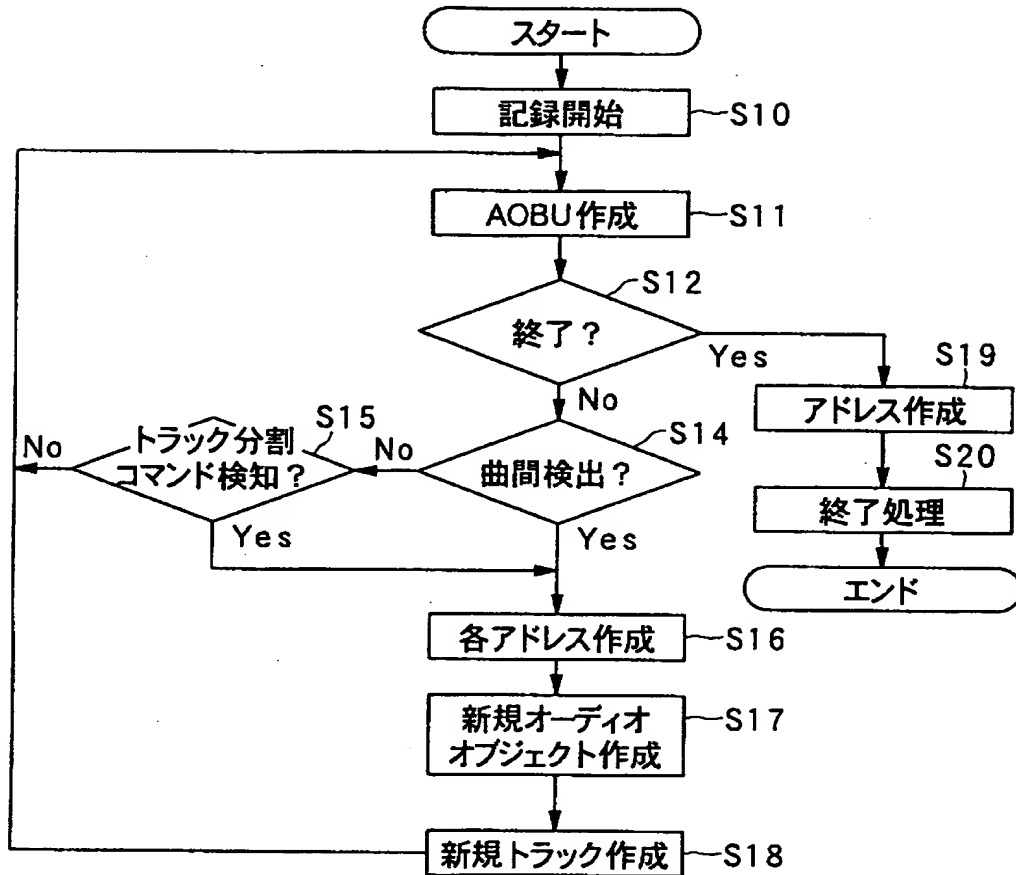 スタート
記録開始
S10
AOBU作成
S11
S12
終了?
Yes
No
S19
アドレス作成
S20
終了処理
エンド
S14
曲間検出?
No
Yes
S15
トラック分割
コマンド検知?
No
Yes
各アドレス作成
S16
新規オーディオ
オブジェクト作成
S17
新規トラック作成
S18